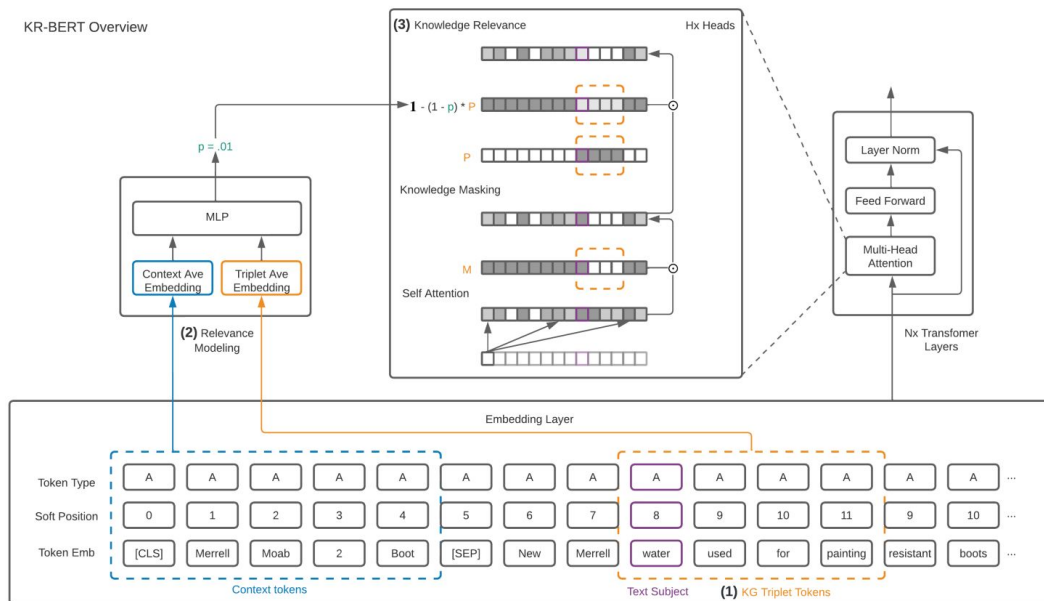 KR-BERT Overview
(3) Knowledge Relevance
Hx Heads
1 - (1 - p) * P
P
Knowledge Masking
M
Self Attention
p = .01
MLP
Context Ave Embedding
Triplet Ave Embedding
(2) Relevance Modeling
Layer Norm
Feed Forward
Multi-Head Attention
Nx Transfomer Layers
Embedding Layer
Token Type A A A A A A A A A A A A A A ...
Soft Position 0 1 2 3 4 5 6 7 8 9 10 11 9 10 ...
Token Emb [CLS] Merrell Moab 2 Boot [SEP] New Merrell water used for painting resistant boots ...
Context tokens
Text Subject
(1) KG Triplet Tokens